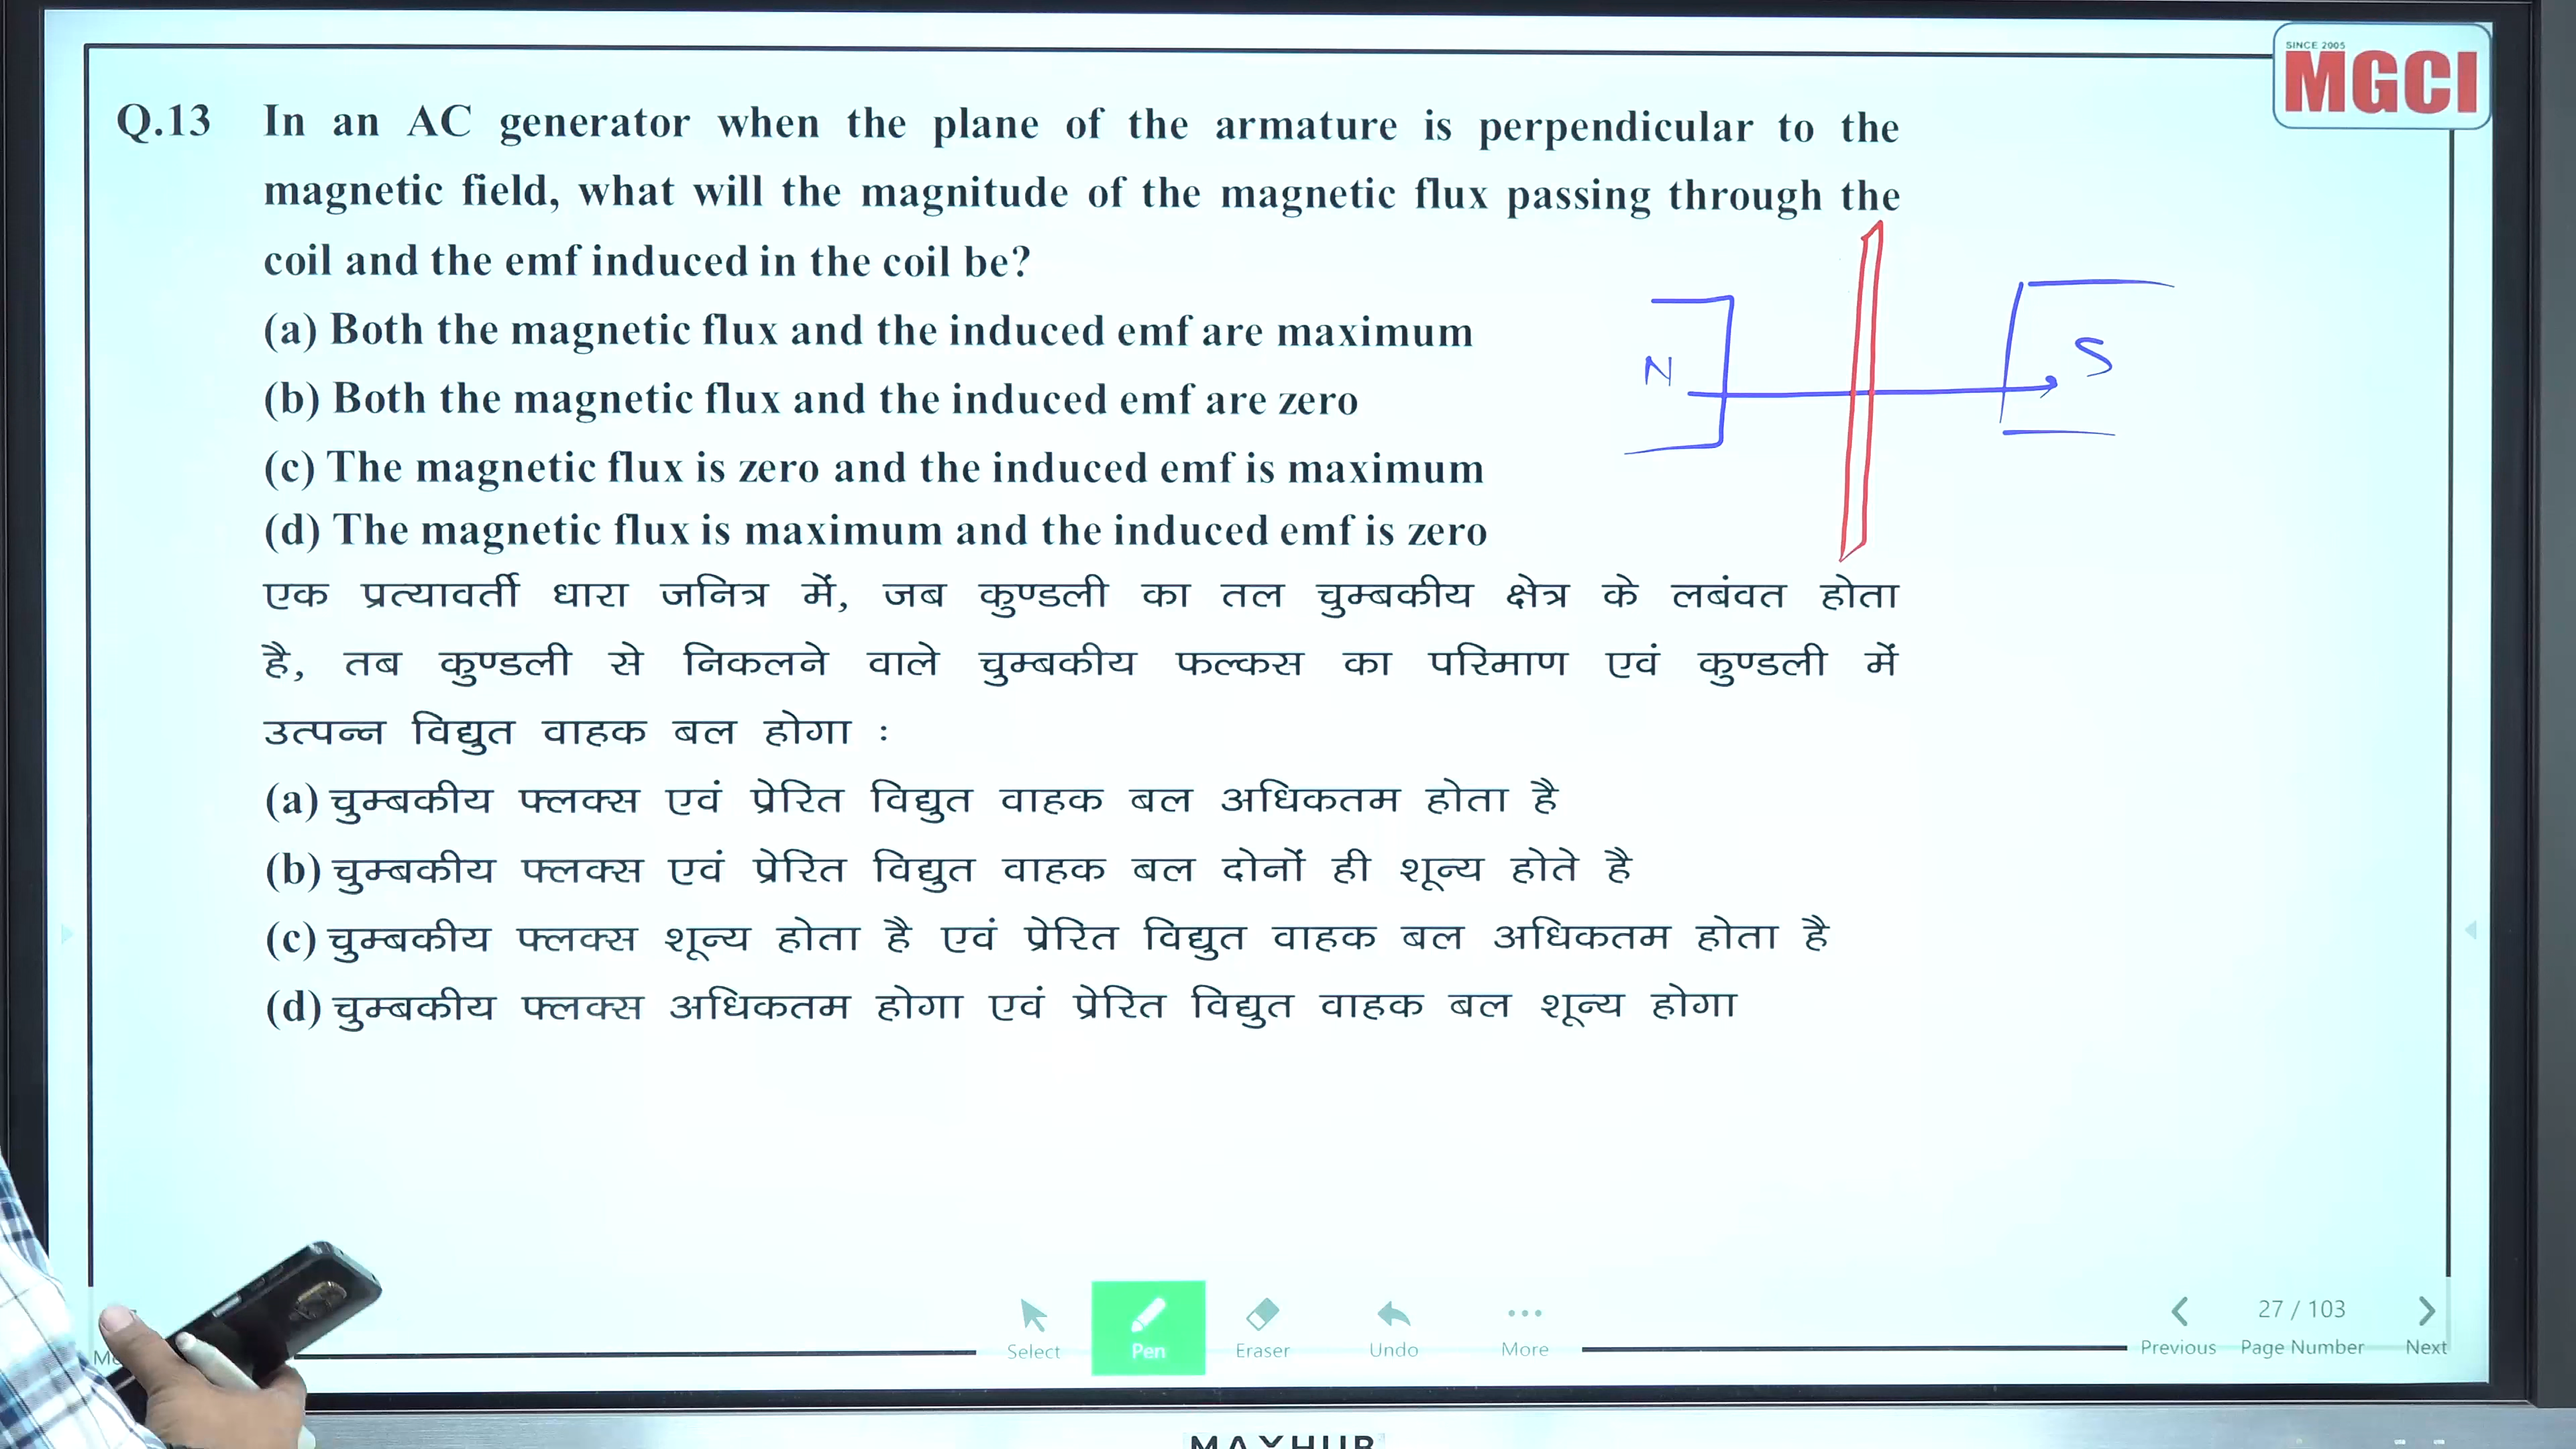 SINCE 2005
MGCI
Q.13 In an AC generator when the plane of the armature is perpendicular to the
magnetic field, what will the magnitude of the magnetic flux passing through the
coil and the emf induced in the coil be?
(a) Both the magnetic flux and the induced emf are maximum
(b) Both the magnetic flux and the induced emf are zero
(c) The magnetic flux is zero and the induced emf is maximum
(d) The magnetic flux is maximum and the induced emf is zero
N
S
एक प्रत्यावर्ती धारा जनित्र में, जब कुण्डली का तल चुम्बकीय क्षेत्र के लबंवत होता
है, तब कुण्डली से निकलने वाले चुम्बकीय फल्कस का परिमाण एवं कुण्डली में
उत्पन्न विद्युत वाहक बल होगा :
(a) चुम्बकीय फ्लक्स एवं प्रेरित विद्युत वाहक बल अधिकतम होता है
(b) चुम्बकीय फ्लक्स एवं प्रेरित विद्युत वाहक बल दोनों ही शून्य होते है
(c) चुम्बकीय फ्लक्स शून्य होता है एवं प्रेरित विद्युत वाहक बल अधिकतम होता है
(d) चुम्बकीय फ्लक्स अधिकतम होगा एवं प्रेरित विद्युत वाहक बल शून्य होगा
Select Pen Eraser Undo More
27 / 103
Previous Page Number Next
MAXHUB